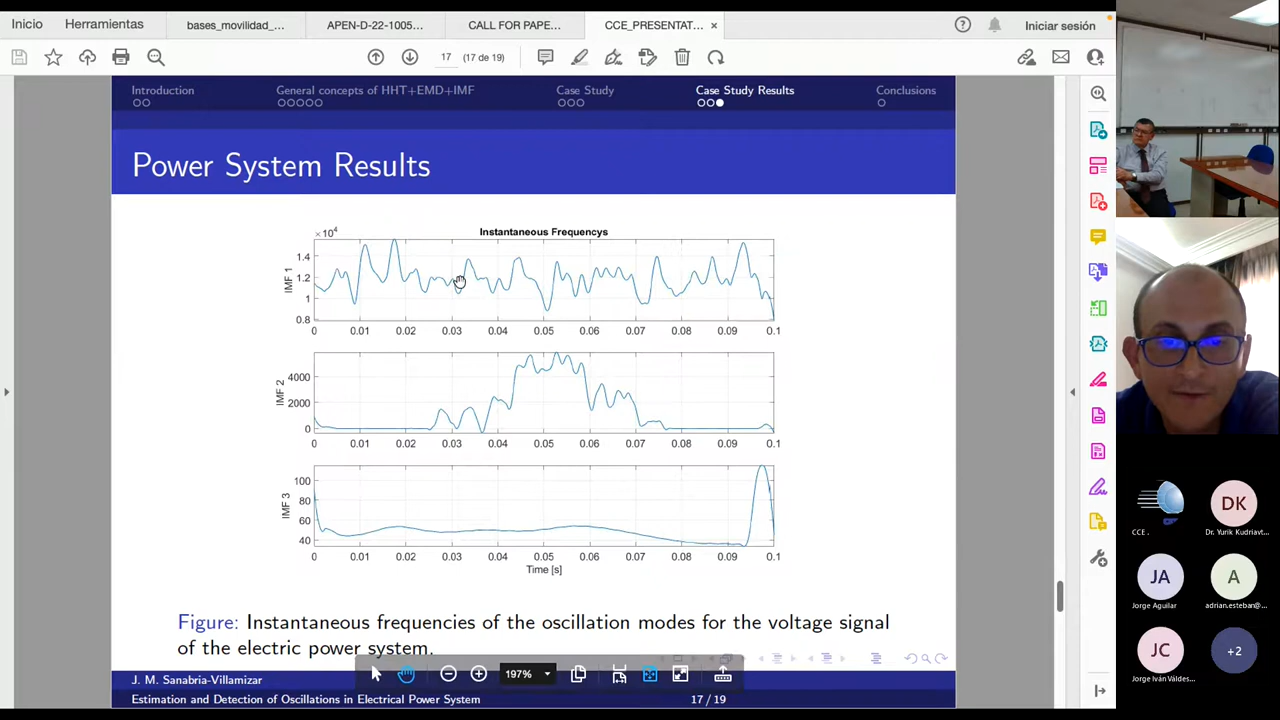 Inicio Herramientas bases_movilidad_... APEN-D-22-1005... CALL FOR PAPE... CCE_PRESENTAT... × Iniciar sesión
17 (17 de 19)
Introduction General concepts of HHT+EMD+IMF Case Study Case Study Results Conclusions
Power System Results
Instantaneous Frequencys
×10⁴
1.4
1.2
1
0.8
IMF 1
0 0.01 0.02 0.03 0.04 0.05 0.06 0.07 0.08 0.09 0.1
4000
2000
0
IMF 2
0 0.01 0.02 0.03 0.04 0.05 0.06 0.07 0.08 0.09 0.1
100
80
60
40
IMF 3
0 0.01 0.02 0.03 0.04 0.05 0.06 0.07 0.08 0.09 0.1
Time [s]
Figure: Instantaneous frequencies of the oscillation modes for the voltage signal
of the electric power system.
197%
J. M. Sanabria-Villamizar
Estimation and Detection of Oscillations in Electrical Power System 17 / 19
DK
CCE . Dr. Yurik Kudriavt...
JA A
Jorge Aguilar adrian.esteban@...
JC +2
Jorge Iván Váldes...